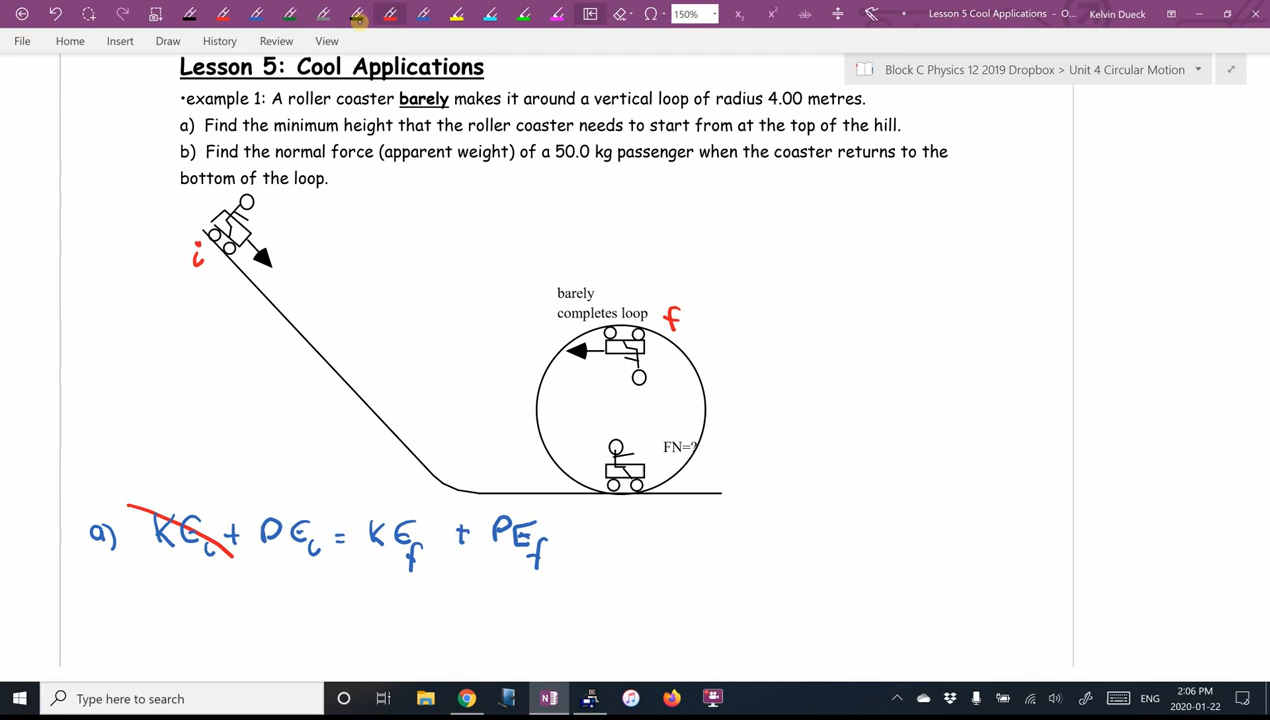 150%
Lesson 5 Cool Applications - O...
Kelvin Dueck
File Home Insert Draw History Review View
Block C Physics 12 2019 Dropbox > Unit 4 Circular Motion
Lesson 5: Cool Applications
•example 1: A roller coaster barely makes it around a vertical loop of radius 4.00 metres.
a) Find the minimum height that the roller coaster needs to start from at the top of the hill.
b) Find the normal force (apparent weight) of a 50.0 kg passenger when the coaster returns to the
bottom of the loop.
i
barely
completes loop
f
FN=?
a) KEi + PEi = KEf + PEf
Type here to search
ENG
2:06 PM
2020-01-22